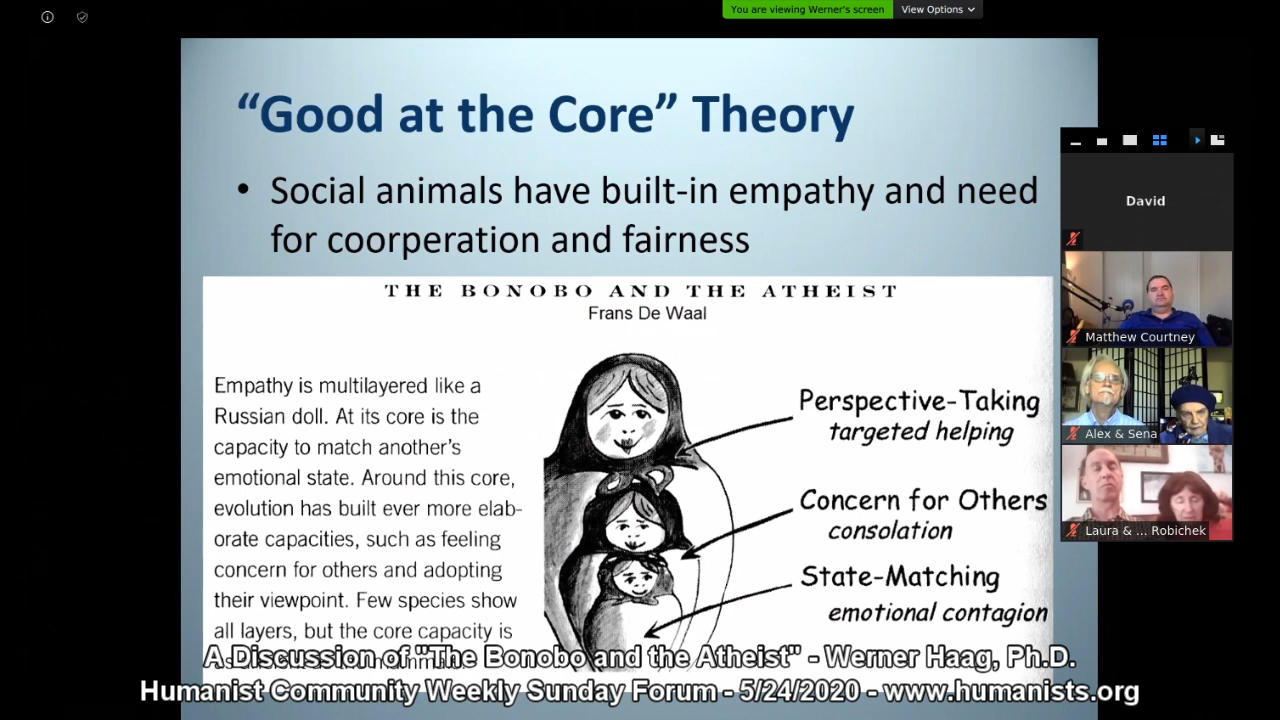 You are viewing Werner's screen
View Options
“Good at the Core” Theory
• Social animals have built-in empathy and need
for coorperation and fairness
THE BONOBO AND THE ATHEIST
Frans De Waal
Empathy is multilayered like a
Russian doll. At its core is the
capacity to match another's
emotional state. Around this core,
evolution has built ever more elab-
orate capacities, such as feeling
concern for others and adopting
their viewpoint. Few species show
all layers, but the core capacity is
Perspective-Taking
targeted helping
Concern for Others
consolation
State-Matching
emotional contagion
David
Matthew Courtney
Alex & Sena
Laura & ... Robichek
A Discussion of "The Bonobo and the Atheist" - Werner Haag, Ph.D.
Humanist Community Weekly Sunday Forum - 5/24/2020 - www.humanists.org